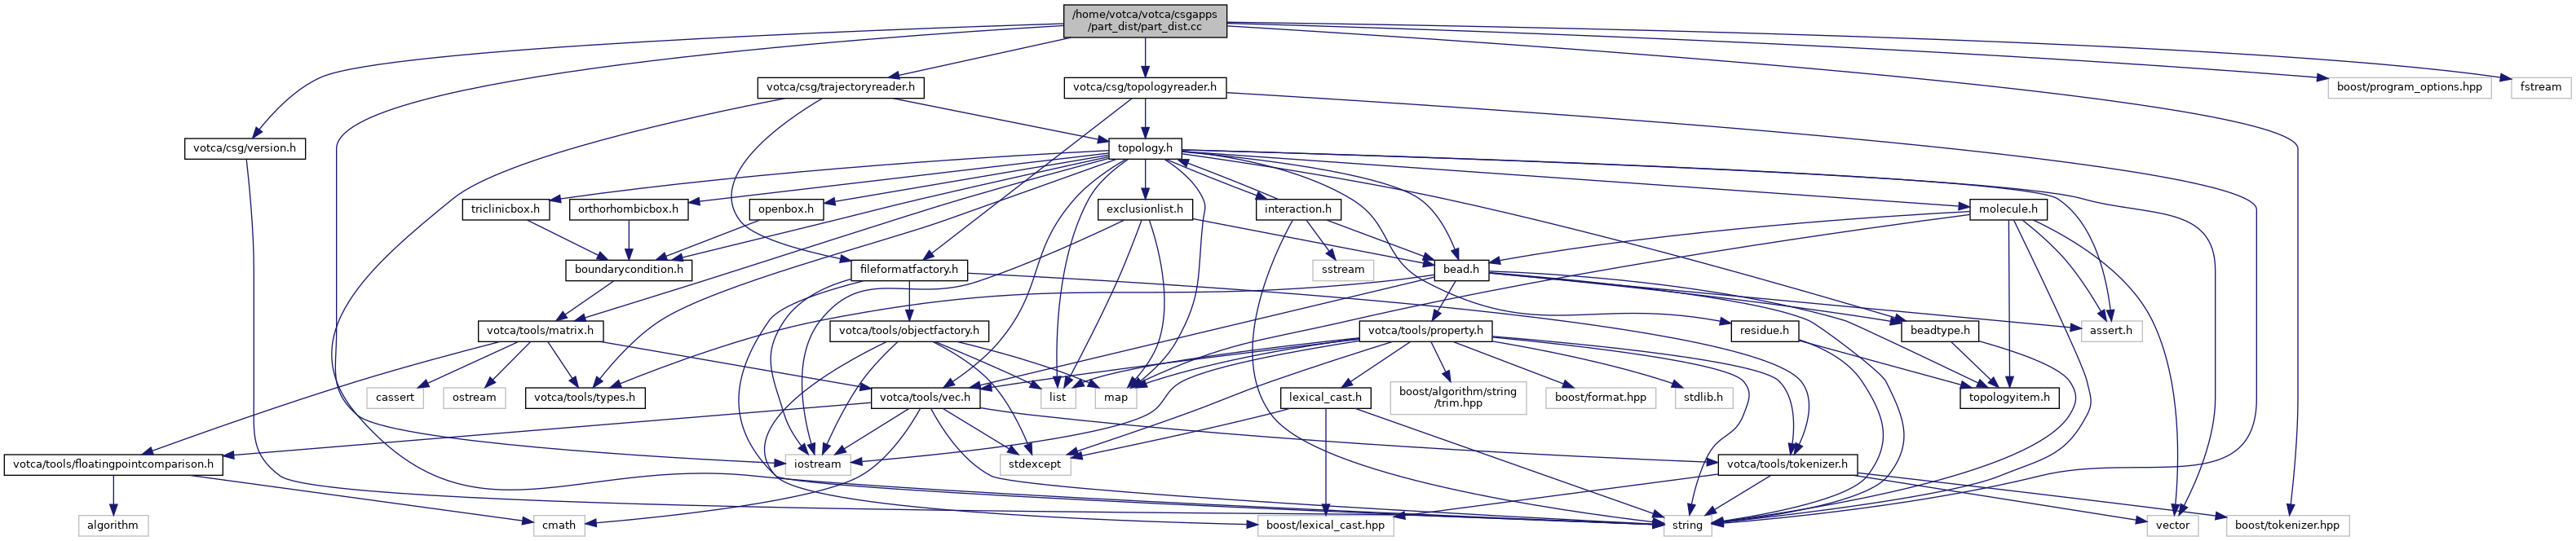 /home/votca/votca/csgapps
/part_dist/part_dist.cc
votca/csg/trajectoryreader.h
votca/csg/topologyreader.h
boost/program_options.hpp
fstream
votca/csg/version.h
topology.h
triclinicbox.h
orthorhombicbox.h
openbox.h
exclusionlist.h
interaction.h
molecule.h
boundarycondition.h
fileformatfactory.h
sstream
bead.h
votca/tools/matrix.h
votca/tools/objectfactory.h
votca/tools/property.h
residue.h
beadtype.h
assert.h
cassert
ostream
votca/tools/types.h
votca/tools/vec.h
list
map
lexical_cast.h
boost/algorithm/string
/trim.hpp
boost/format.hpp
stdlib.h
topologyitem.h
votca/tools/floatingpointcomparison.h
iostream
stdexcept
votca/tools/tokenizer.h
algorithm
cmath
boost/lexical_cast.hpp
string
vector
boost/tokenizer.hpp